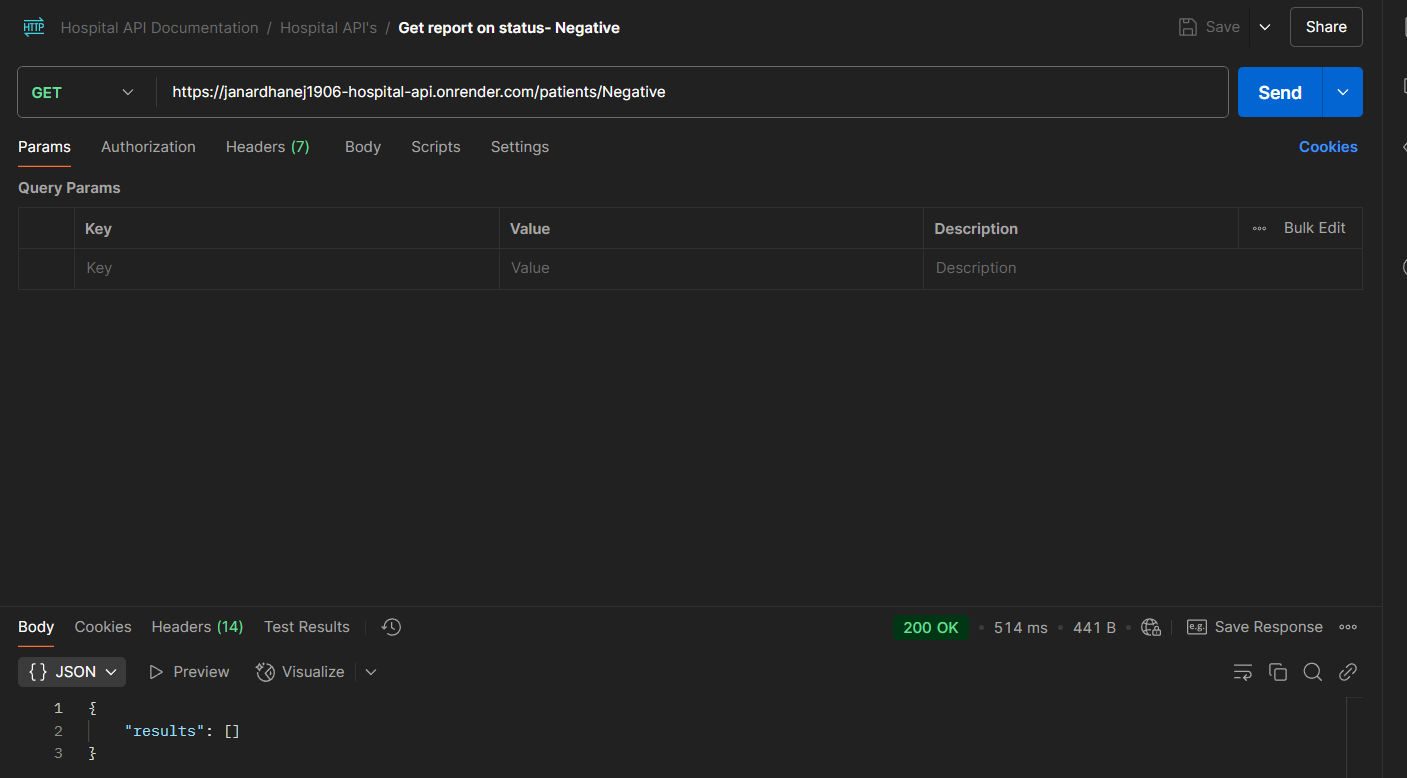 HTTP Hospital API Documentation / Hospital API's / Get report on status- Negative Save Share
GET https://janardhanej1906-hospital-api.onrender.com/patients/Negative Send
Params Authorization Headers (7) Body Scripts Settings Cookies
Query Params
Key Value Description Bulk Edit
Key Value Description
Body Cookies Headers (14) Test Results 200 OK • 514 ms • 441 B • e.g. Save Response
{} JSON Preview Visualize
1 {
2 "results": []
3 }